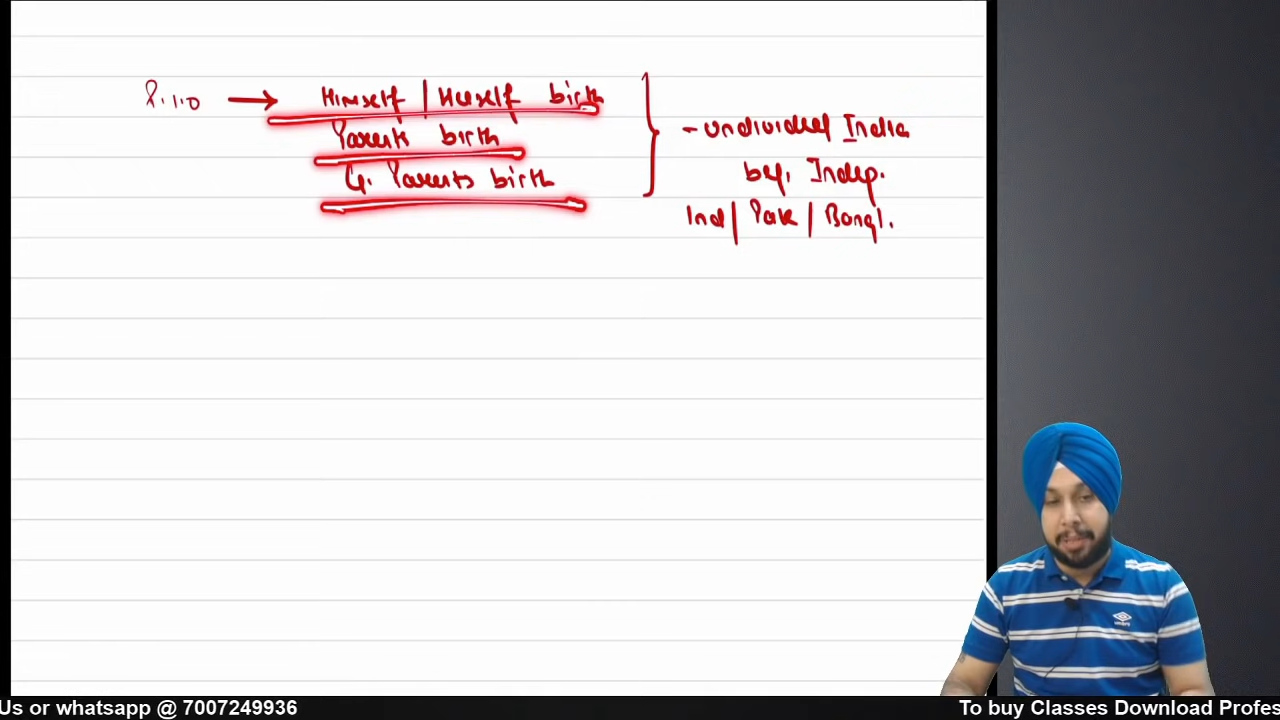 P.I.O → Himself | Herself birth
Parents birth
G. Parents birth
- Undivided India
bef. Indep.
Ind | Pak | Bangl.
umbro
Us or whatsapp @ 7007249936
To buy Classes Download Profes